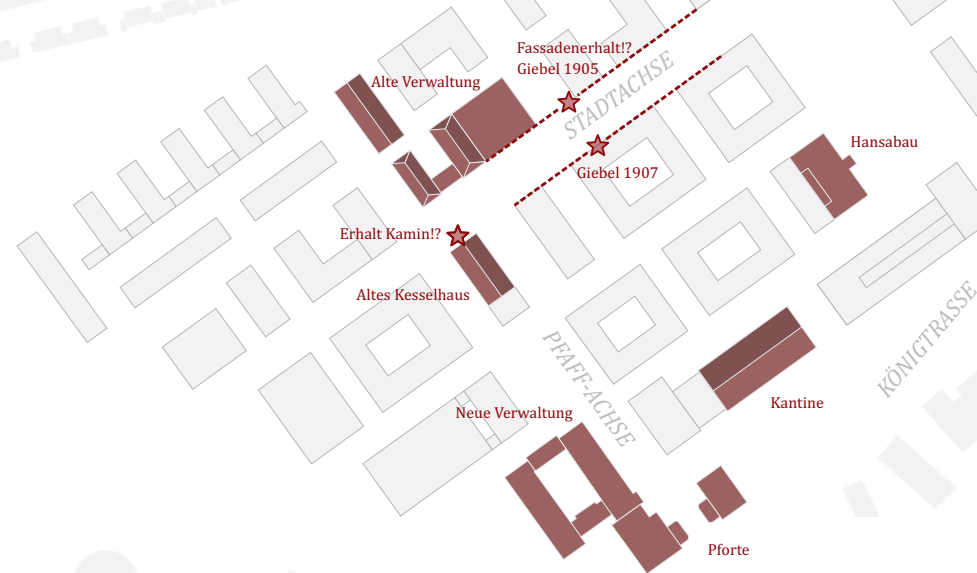 Fassadenerhalt!?
Giebel 1905
STADTACHSE
Alte Verwaltung
Hansabau
Giebel 1907
Erhalt Kamin!?
Altes Kesselhaus
PFAFF-ACHSE
KÖNIGTRASSE
Kantine
Neue Verwaltung
Pforte